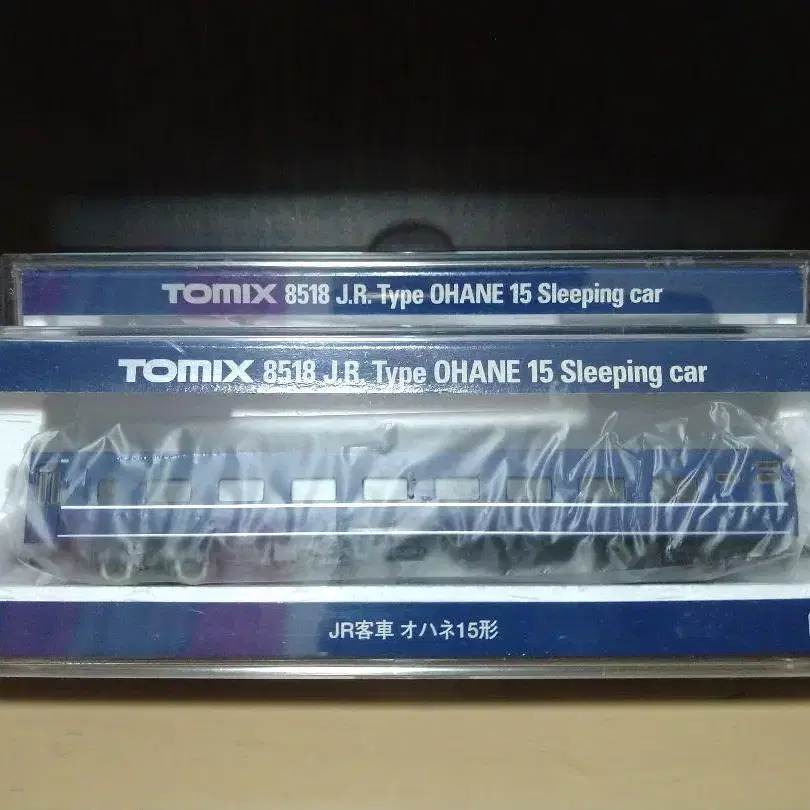 TOMIX 8518 J.R. Type OHANE 15 Sleeping car
TOMIX 8518 J.R. Type OHANE 15 Sleeping car
JR客車 オハネ15形